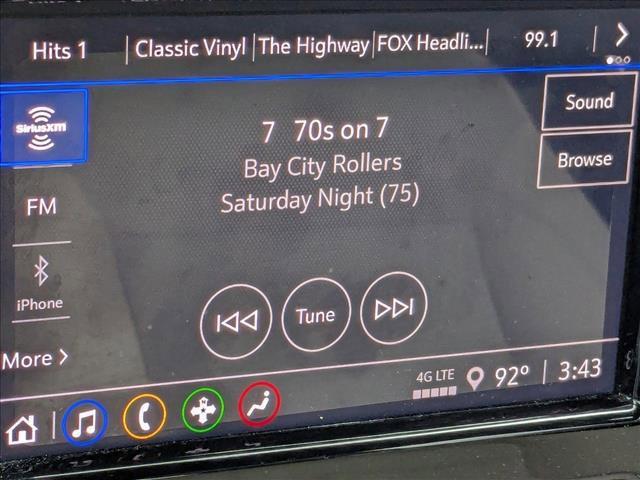 Hits 1 Classic Vinyl The Highway FOX Headli... 99.1
SiriusXM
7 70s on 7
Sound
Bay City Rollers
Browse
Saturday Night (75)
FM
iPhone
Tune
More
4G LTE 92° 3:43